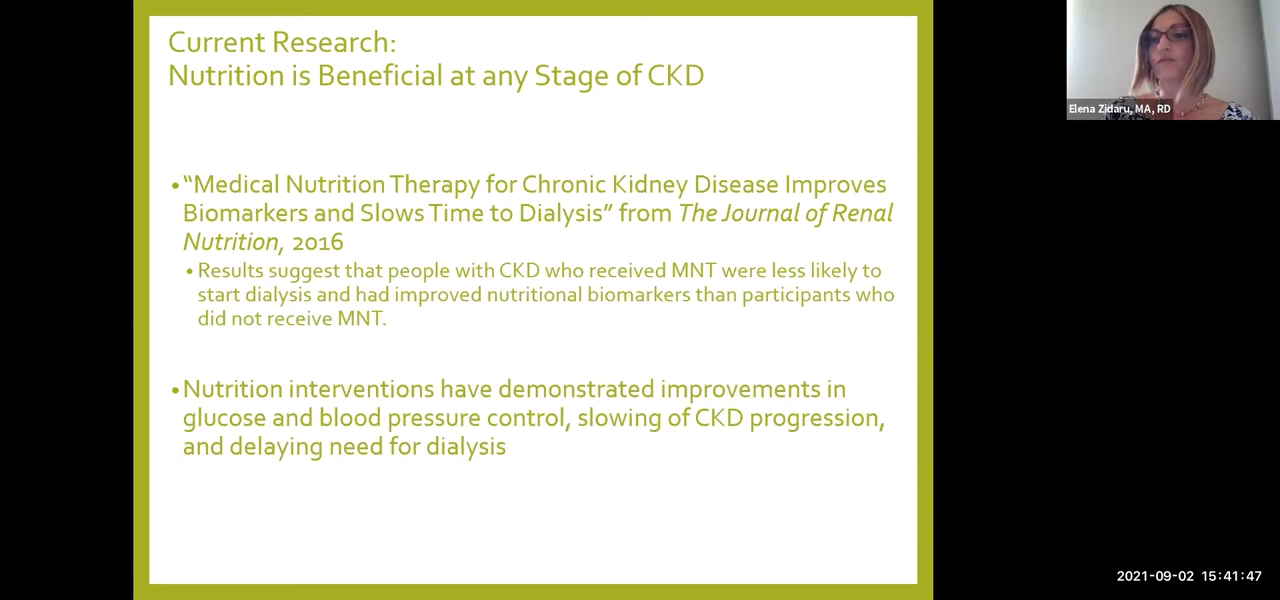 Current Research:
Nutrition is Beneficial at any Stage of CKD
• “Medical Nutrition Therapy for Chronic Kidney Disease Improves
Biomarkers and Slows Time to Dialysis” from The Journal of Renal
Nutrition, 2016
• Results suggest that people with CKD who received MNT were less likely to
start dialysis and had improved nutritional biomarkers than participants who
did not receive MNT.
• Nutrition interventions have demonstrated improvements in
glucose and blood pressure control, slowing of CKD progression,
and delaying need for dialysis
Elena Zidaru, MA, RD
2021-09-02 15:41:47